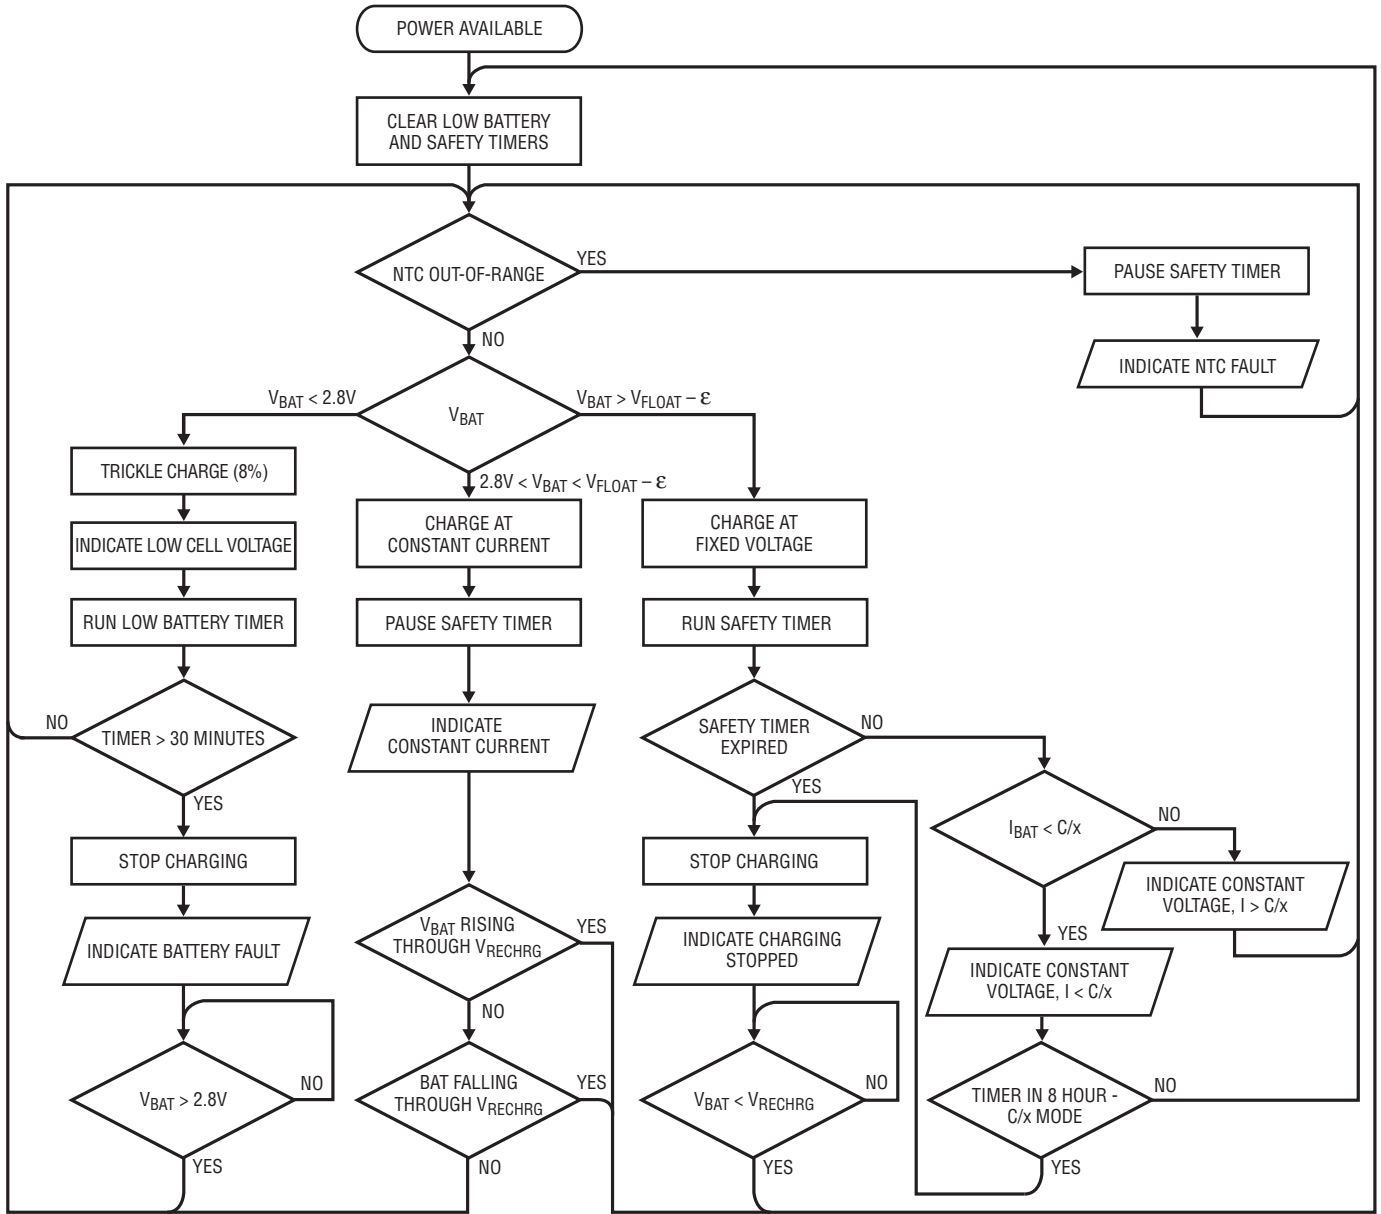 POWER AVAILABLE
CLEAR LOW BATTERY
AND SAFETY TIMERS
NTC OUT-OF-RANGE
YES
NO
PAUSE SAFETY TIMER
INDICATE NTC FAULT
VBAT
VBAT < 2.8V
VBAT > VFLOAT – ε
2.8V < VBAT < VFLOAT – ε
TRICKLE CHARGE (8%)
INDICATE LOW CELL VOLTAGE
RUN LOW BATTERY TIMER
TIMER > 30 MINUTES
NO
YES
STOP CHARGING
INDICATE BATTERY FAULT
VBAT > 2.8V
NO
YES
CHARGE AT
CONSTANT CURRENT
PAUSE SAFETY TIMER
INDICATE
CONSTANT CURRENT
VBAT RISING
THROUGH VRECHRG
YES
NO
BAT FALLING
THROUGH VRECHRG
YES
NO
CHARGE AT
FIXED VOLTAGE
RUN SAFETY TIMER
SAFETY TIMER
EXPIRED
NO
YES
STOP CHARGING
INDICATE CHARGING
STOPPED
VBAT < VRECHRG
NO
YES
IBAT < C/x
NO
YES
INDICATE CONSTANT
VOLTAGE, I > C/x
INDICATE CONSTANT
VOLTAGE, I < C/x
TIMER IN 8 HOUR -
C/x MODE
NO
YES